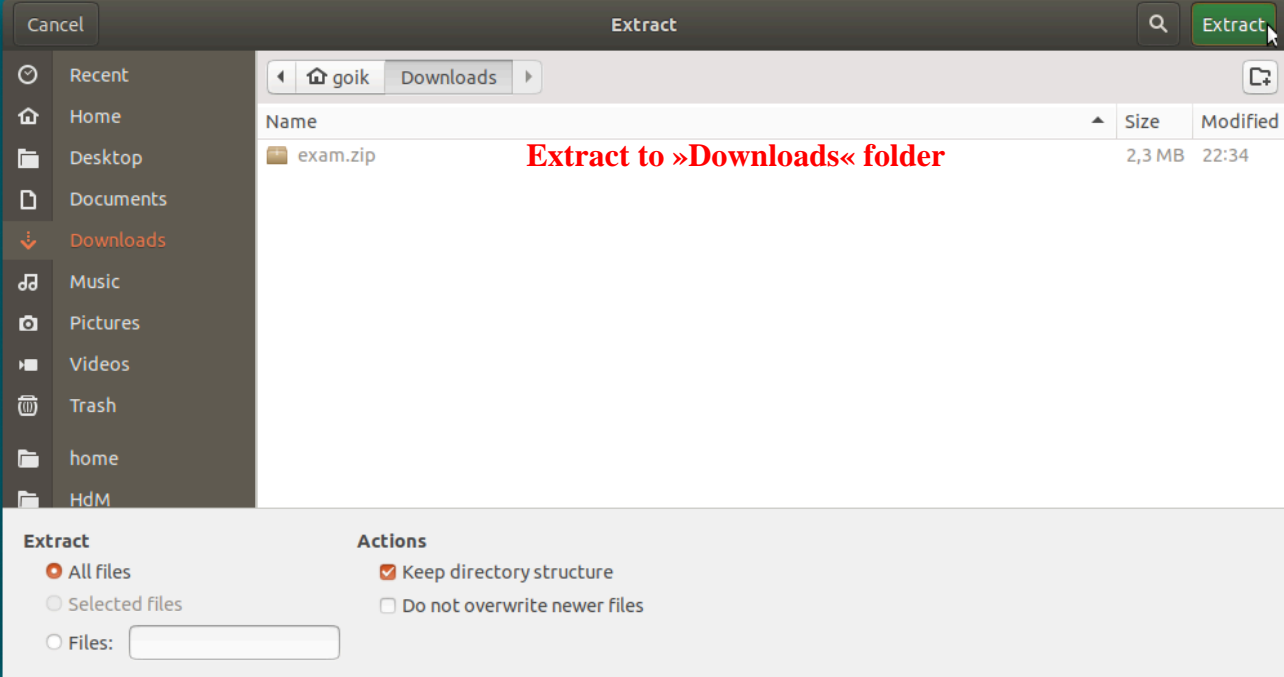 Cancel
Extract
Extract
Recent
Home
Desktop
Documents
Downloads
Music
Pictures
Videos
Trash
home
HdM
goik
Downloads
Name
Size
Modified
exam.zip
Extract to »Downloads« folder
2,3 MB
22:34
Extract
All files
Selected files
Files:
Actions
Keep directory structure
Do not overwrite newer files